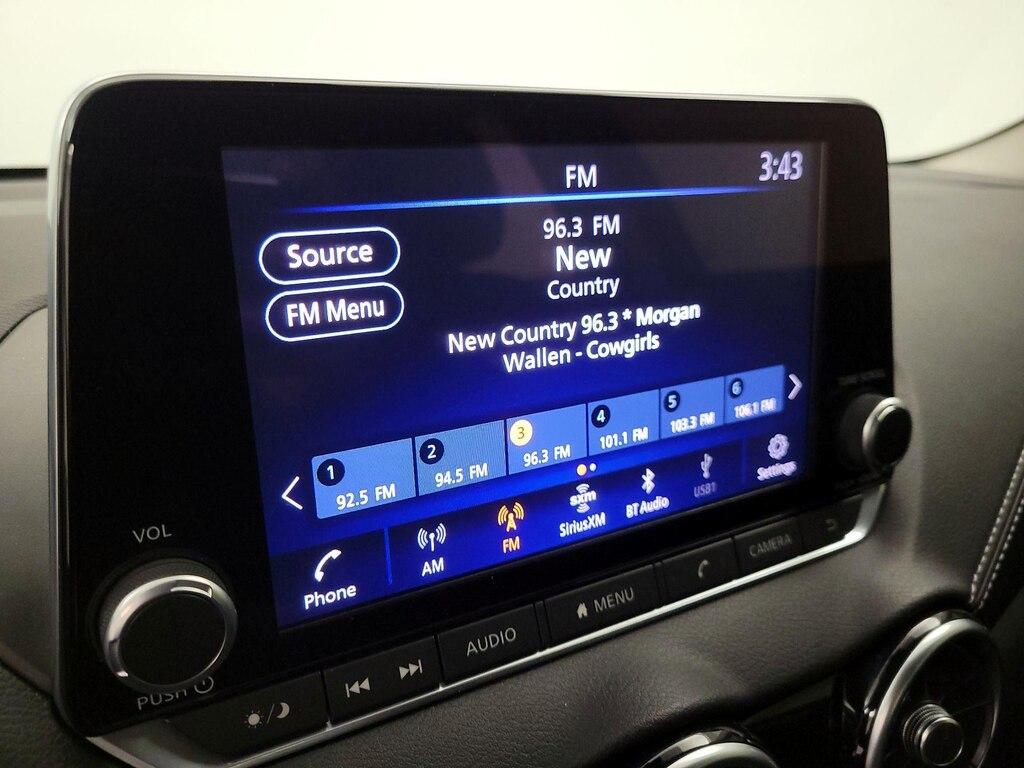 FM
3:43
Source
FM Menu
96.3 FM
New
Country
New Country 96.3 * Morgan
Wallen - Cowgirls
1
92.5 FM
2
94.5 FM
3
96.3 FM
4
101.1 FM
5
103.3 FM
6
106.1 FM
Phone
AM
FM
sxm
SiriusXM
BT Audio
USB1
Settings
VOL
PUSH
AUDIO
MENU
CAMERA